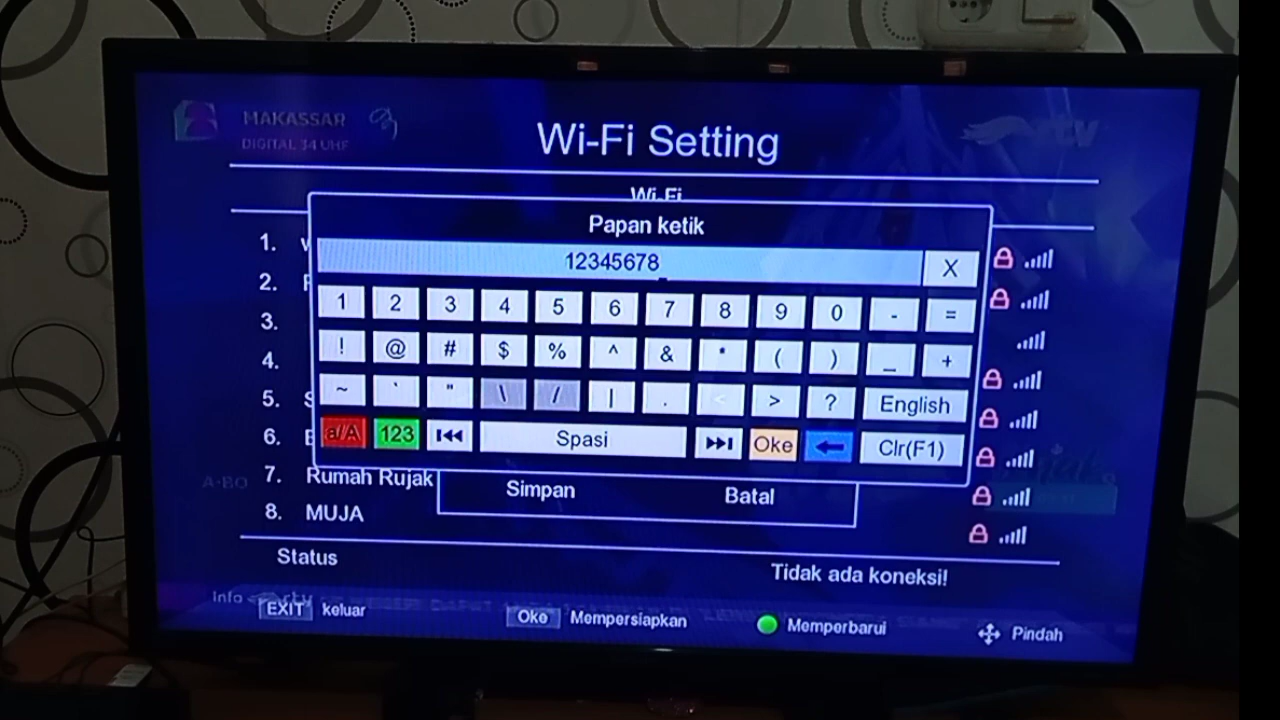 MAKASSAR
DIGITAL 34 UHF
Wi-Fi Setting
Wi-Fi
Papan ketik
12345678 X
1 2 3 4 5 6 7 8 9 0 - =
! @ # $ % ^ & * ( ) _ +
~ ` " \ / | . < > ? English
a/A 123 Spasi Oke Clr(F1)
1.
2.
3.
4.
5. S
6.
7. Rumah Rujak
8. MUJA
Simpan Batal
Status Tidak ada koneksi!
Info
EXIT keluar Oke Mempersiapkan Memperbarui Pindah